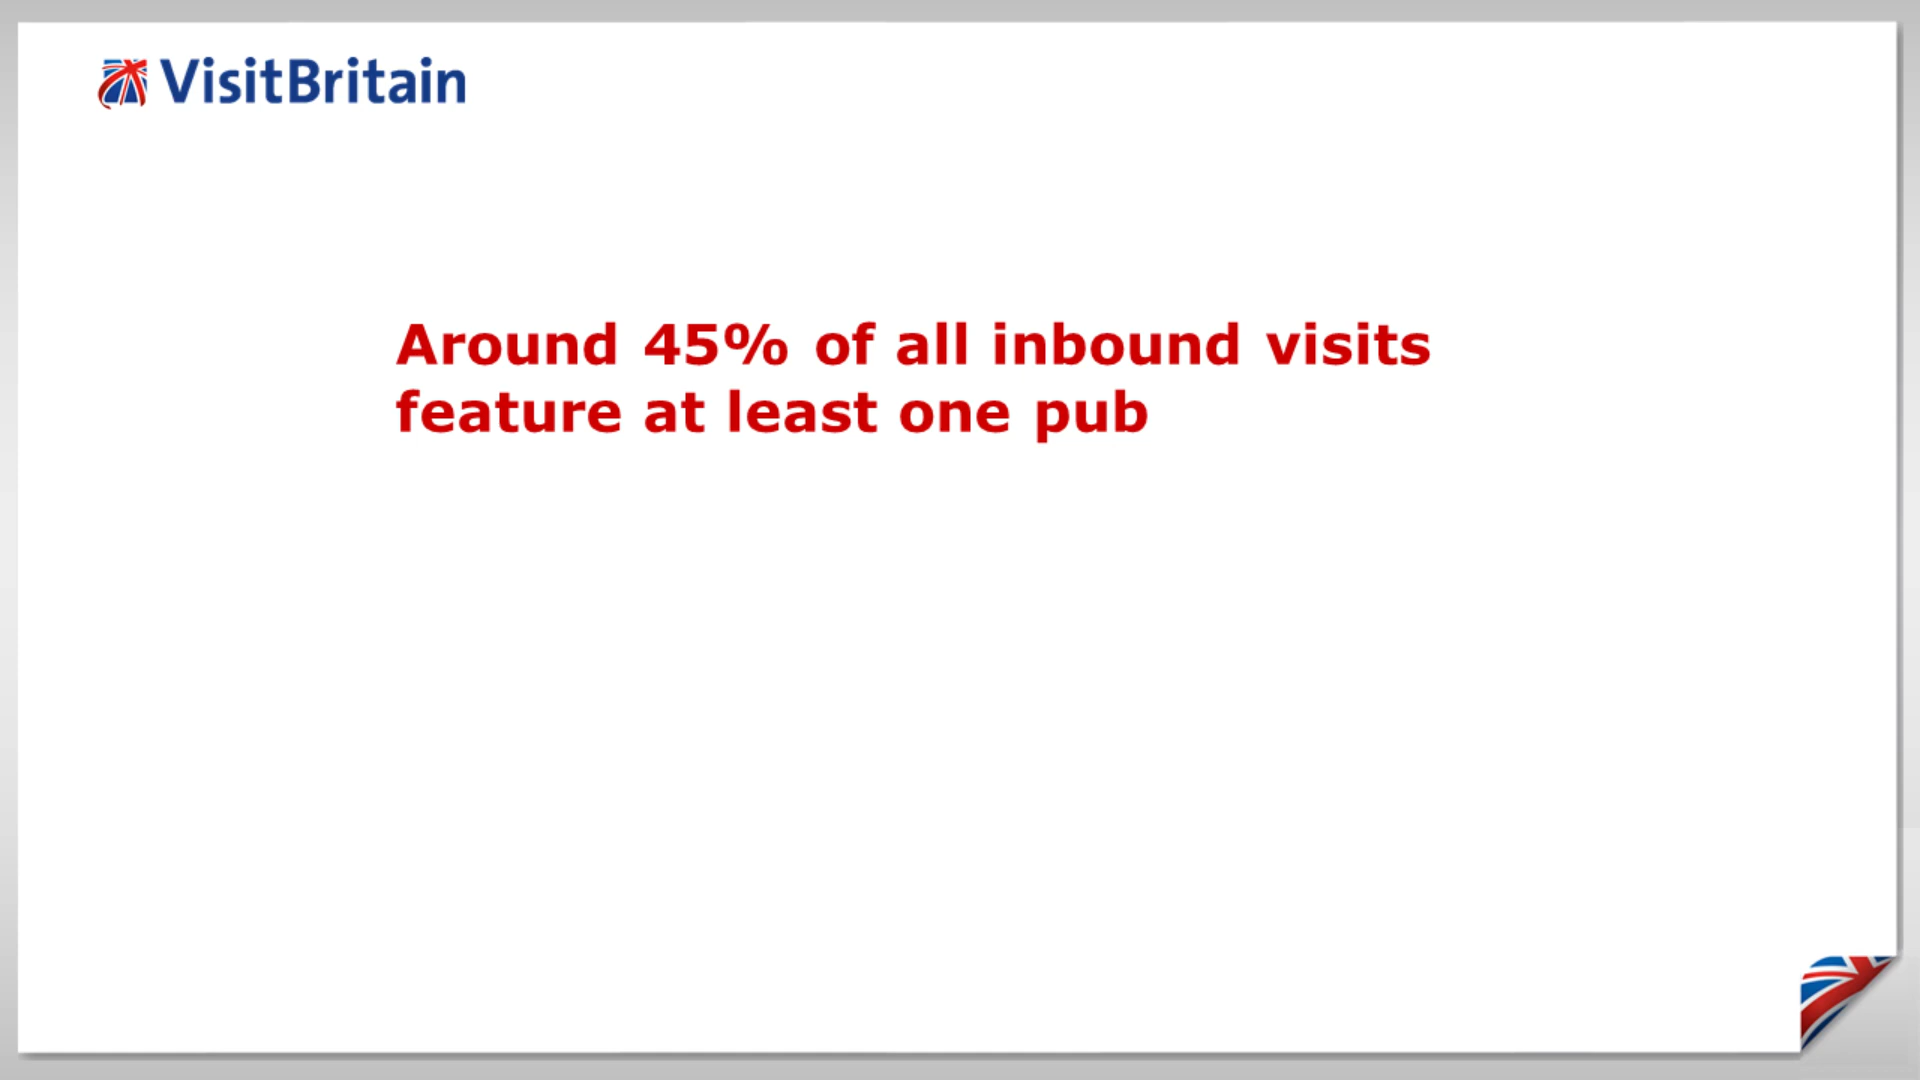 VisitBritain
Around 45% of all inbound visits
feature at least one pub